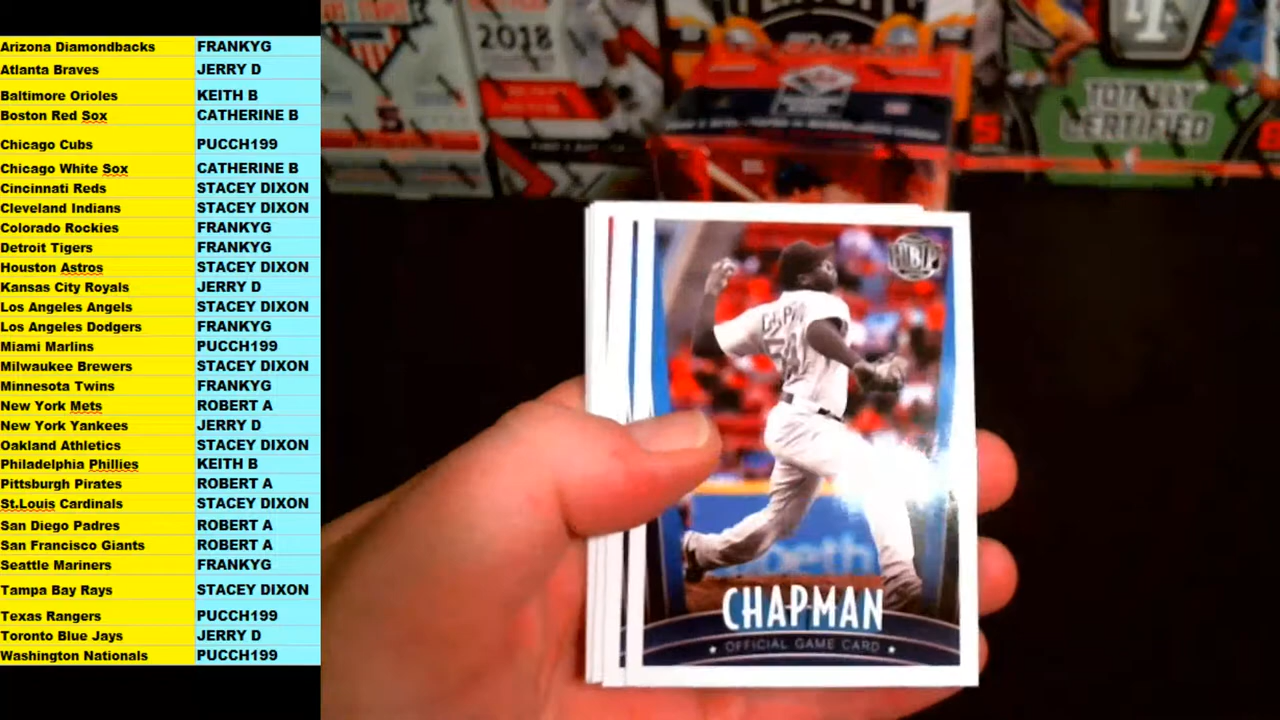 Arizona Diamondbacks FRANKYG
Atlanta Braves JERRY D
Baltimore Orioles KEITH B
Boston Red Sox CATHERINE B
Chicago Cubs PUCCH199
Chicago White Sox CATHERINE B
Cincinnati Reds STACEY DIXON
Cleveland Indians STACEY DIXON
Colorado Rockies FRANKYG
Detroit Tigers FRANKYG
Houston Astros STACEY DIXON
Kansas City Royals JERRY D
Los Angeles Angels STACEY DIXON
Los Angeles Dodgers FRANKYG
Miami Marlins PUCCH199
Milwaukee Brewers STACEY DIXON
Minnesota Twins FRANKYG
New York Mets ROBERT A
New York Yankees JERRY D
Oakland Athletics STACEY DIXON
Philadelphia Phillies KEITH B
Pittsburgh Pirates ROBERT A
St.Louis Cardinals STACEY DIXON
San Diego Padres ROBERT A
San Francisco Giants ROBERT A
Seattle Mariners FRANKYG
Tampa Bay Rays STACEY DIXON
Texas Rangers PUCCH199
Toronto Blue Jays JERRY D
Washington Nationals PUCCH199
2018
TOTALLY
CERTIFIED
CHAPMAN
OFFICIAL GAME CARD